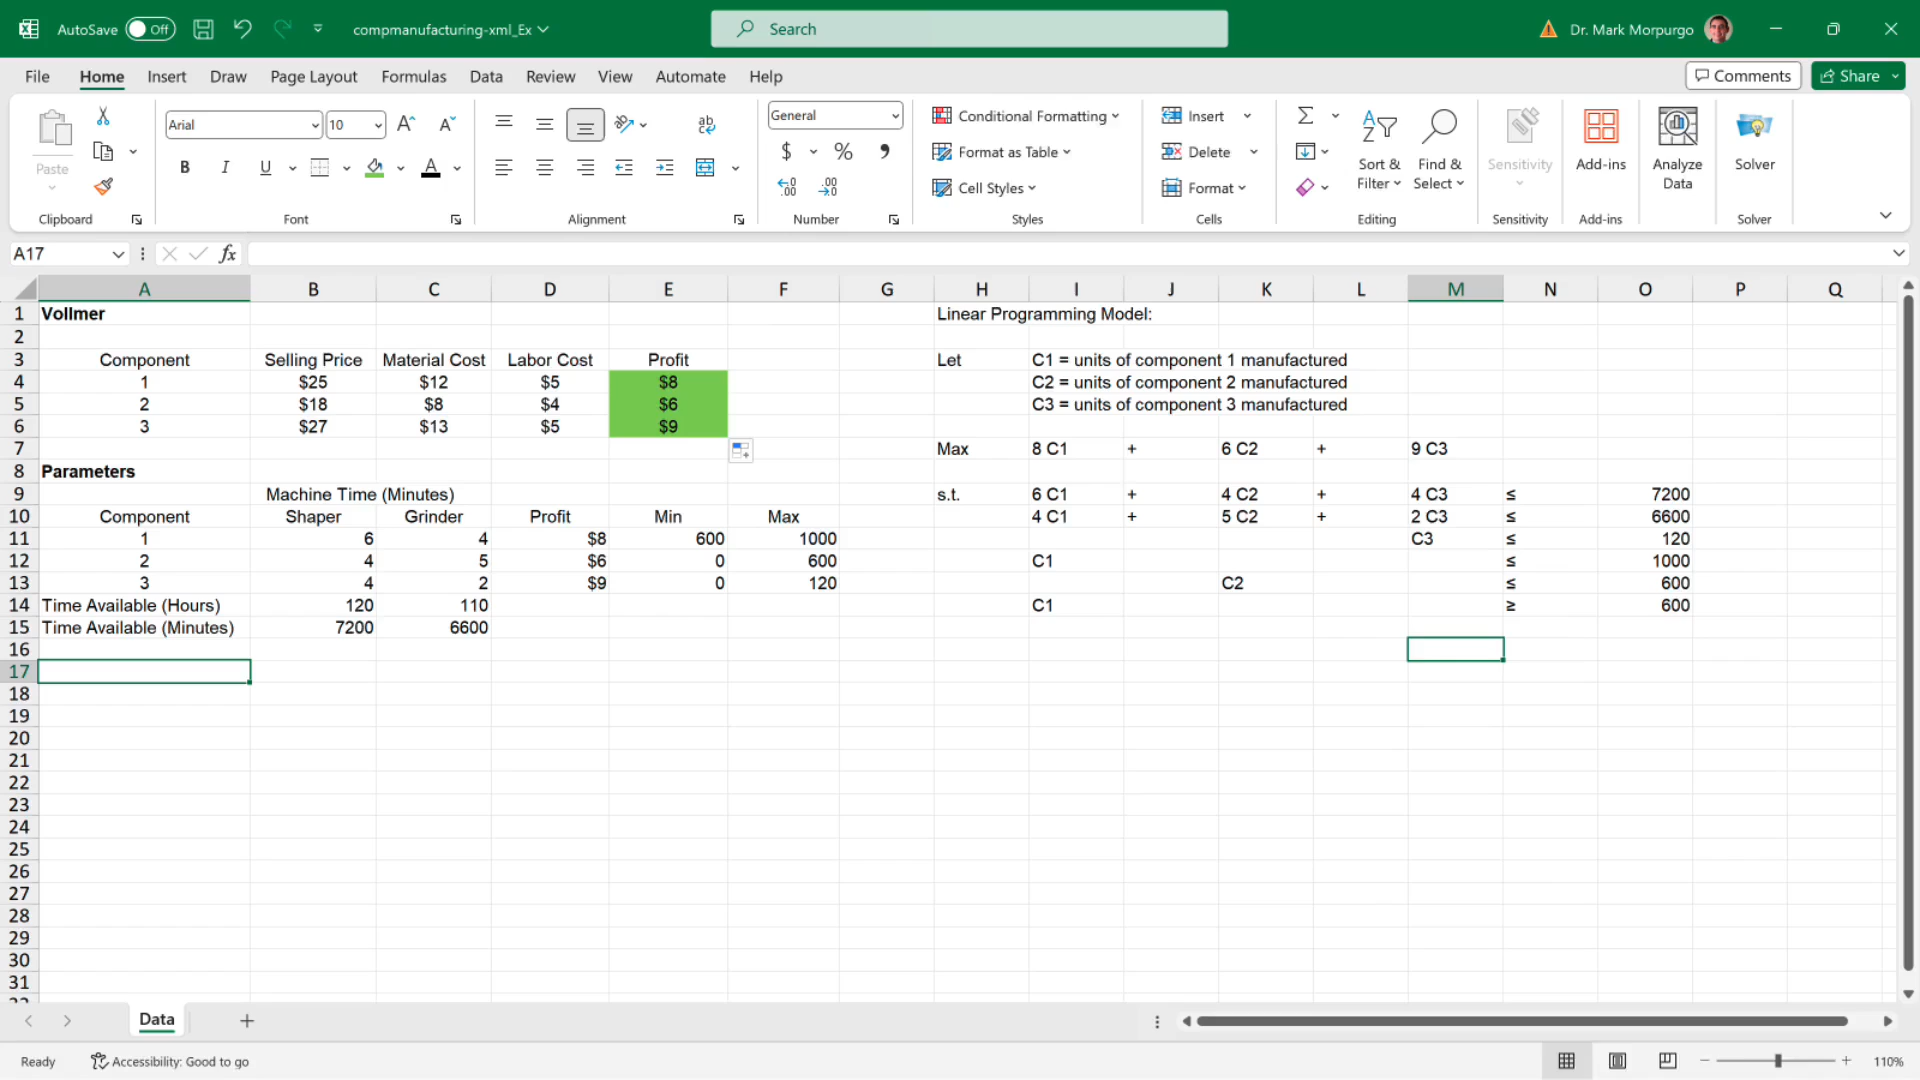 AutoSave Off compmanufacturing-xml_Ex Search Dr. Mark Morpurgo
File Home Insert Draw Page Layout Formulas Data Review View Automate Help Comments Share
Paste Clipboard
Arial 10 B I U A Font
ab Alignment
General $ % Number
Conditional Formatting
Format as Table
Cell Styles
Styles
Insert
Delete
Format
Cells
Sort & Filter
Find & Select
Editing
Sensitivity
Sensitivity
Add-ins
Add-ins
Analyze Data
Solver
Solver
A17 fx
A B C D E F G H I J K L M N O P Q
1 Vollmer Linear Programming Model:
2
3 Component Selling Price Material Cost Labor Cost Profit Let C1 = units of component 1 manufactured
4 1 $25 $12 $5 $8 C2 = units of component 2 manufactured
5 2 $18 $8 $4 $6 C3 = units of component 3 manufactured
6 3 $27 $13 $5 $9
7 Max 8 C1 + 6 C2 + 9 C3
8 Parameters
9 Machine Time (Minutes) s.t. 6 C1 + 4 C2 + 4 C3 ≤ 7200
10 Component Shaper Grinder Profit Min Max 4 C1 + 5 C2 + 2 C3 ≤ 6600
11 1 6 4 $8 600 1000 C3 ≤ 120
12 2 4 5 $6 0 600 C1 ≤ 1000
13 3 4 2 $9 0 120 C2 ≤ 600
14 Time Available (Hours) 120 110 C1 ≥ 600
15 Time Available (Minutes) 7200 6600
16
17
18
19
20
21
22
23
24
25
26
27
28
29
30
31
Data
Ready Accessibility: Good to go 110%